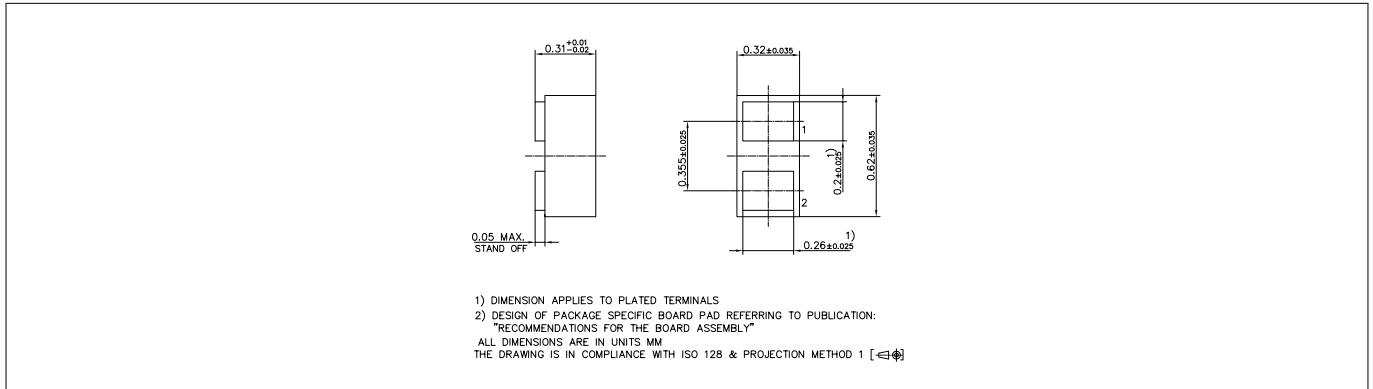 0.31 +0.01 -0.02
0.32±0.035
1
0.355±0.025
1)
0.2±0.025
0.62±0.035
2
0.05 MAX.
STAND OFF
1)
0.26±0.025
1) DIMENSION APPLIES TO PLATED TERMINALS
2) DESIGN OF PACKAGE SPECIFIC BOARD PAD REFERRING TO PUBLICATION:
"RECOMMENDATIONS FOR THE BOARD ASSEMBLY"
ALL DIMENSIONS ARE IN UNITS MM
THE DRAWING IS IN COMPLIANCE WITH ISO 128 & PROJECTION METHOD 1 [ ]